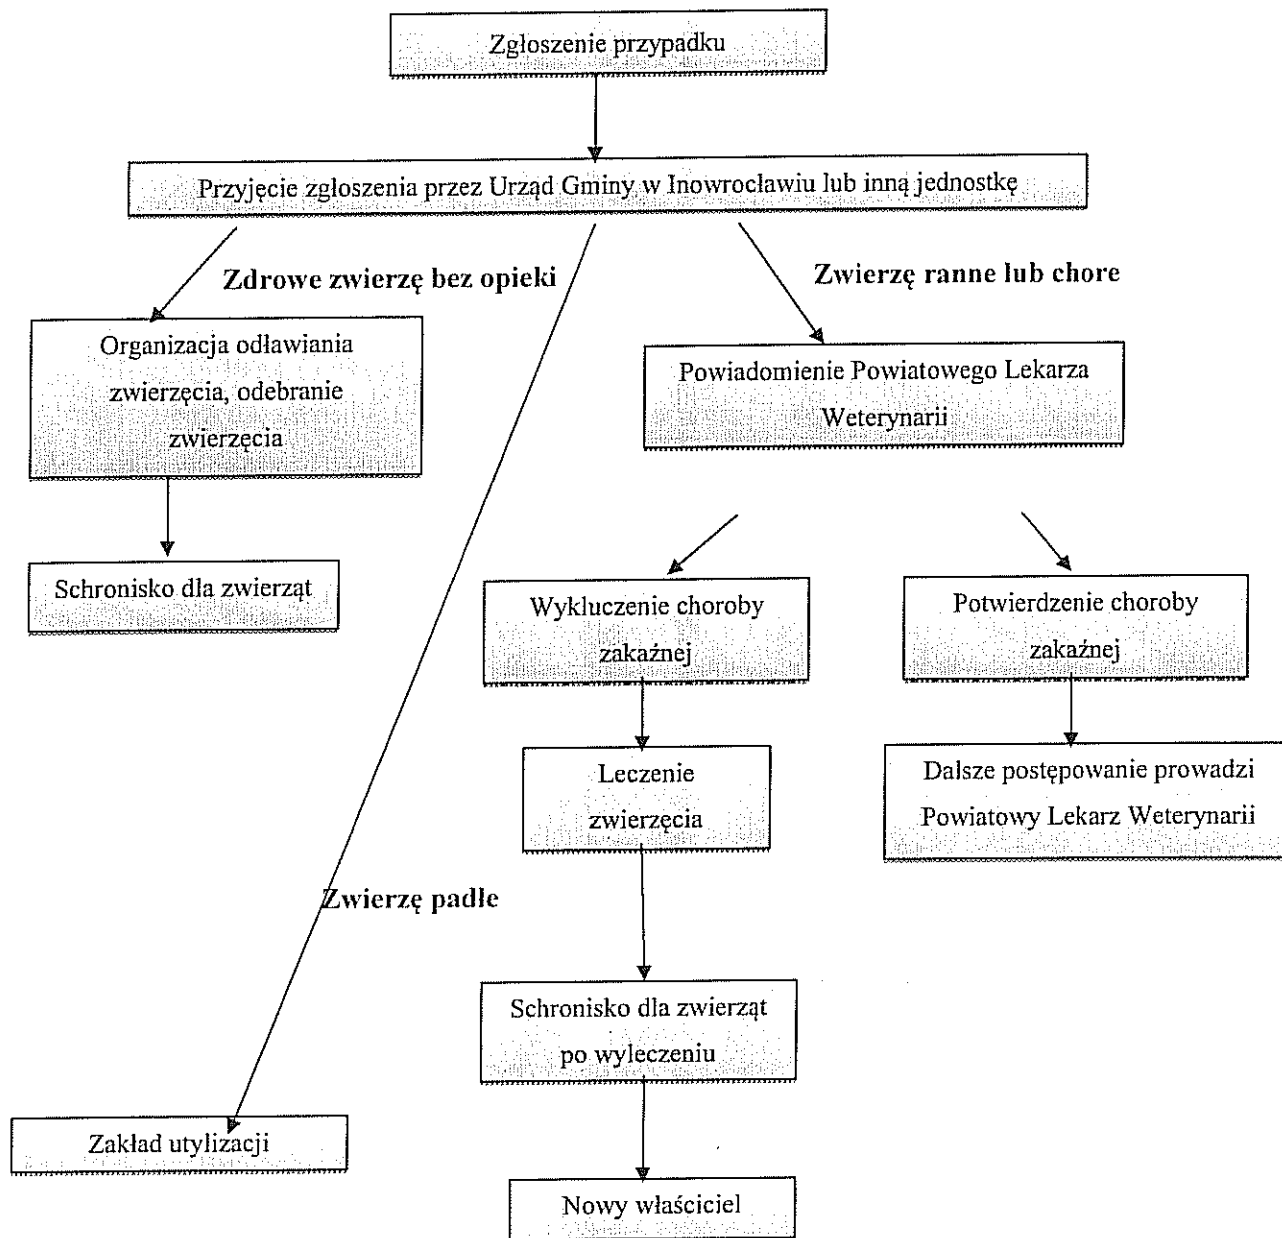 Zgłoszenie przypadku
Przyjęcie zgłoszenia przez Urząd Gminy w Inowrocławiu lub inną jednostkę
Zdrowe zwierzę bez opieki
Zwierzę ranne lub chore
Organizacja odławiania
zwierzęcia, odebranie
zwierzęcia
Powiadomienie Powiatowego Lekarza
Weterynarii
Schronisko dla zwierząt
Wykluczenie choroby
zakaźnej
Potwierdzenie choroby
zakaźnej
Leczenie
zwierzęcia
Dalsze postępowanie prowadzi
Powiatowy Lekarz Weterynarii
Zwierzę padłe
Schronisko dla zwierząt
po wyleczeniu
Zakład utylizacji
Nowy właściciel